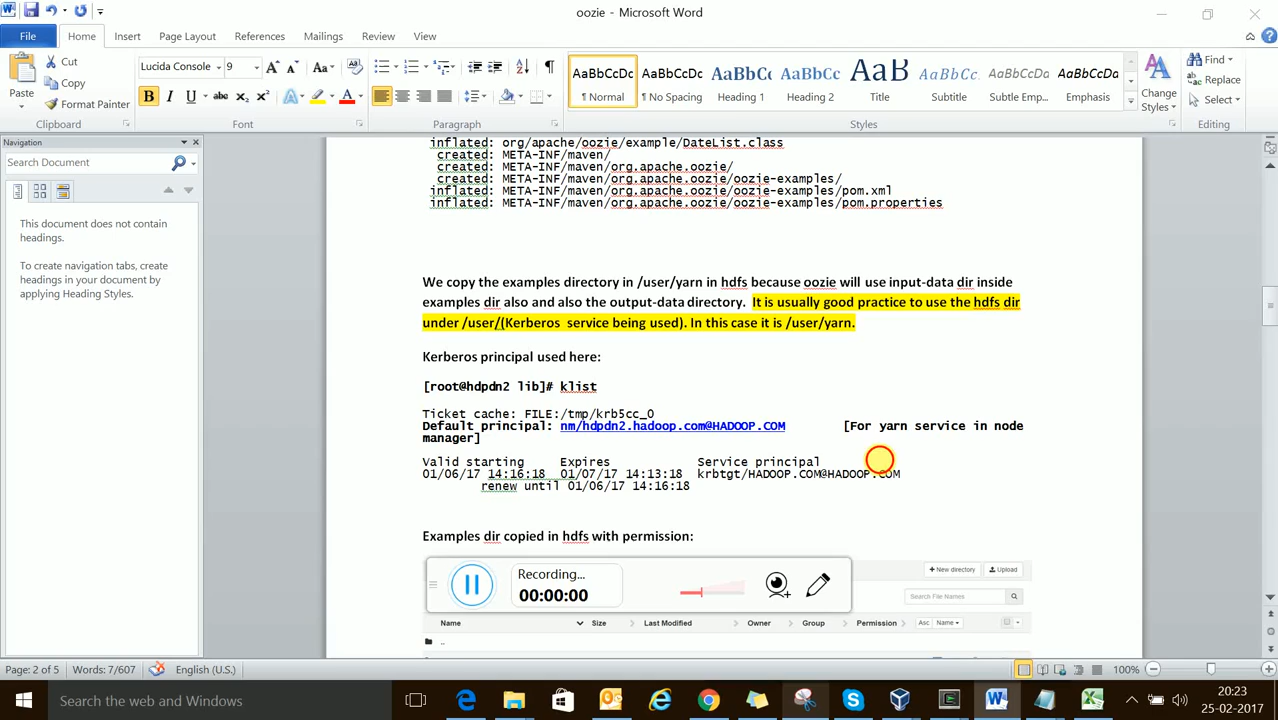 oozie - Microsoft Word
File Home Insert Page Layout References Mailings Review View
Paste Cut Copy Format Painter
Lucida Console 9 Aa
B I U abc x₂ x² A
AaBbCcDc AaBbCcDc AaBbCc AaBbCc AaB AaBbCc. AaBbCcDc AaBbCcDc
¶ Normal ¶ No Spacing Heading 1 Heading 2 Title Subtitle Subtle Emp... Emphasis
Change Styles
Find Replace Select
Clipboard Font Paragraph Styles Editing
Navigation
Search Document
This document does not contain
headings.
To create navigation tabs, create
headings in your document by
applying Heading Styles.
inflated: org/apache/oozie/example/DateList.class
created: META-INF/maven/
created: META-INF/maven/org.apache.oozie/
created: META-INF/maven/org.apache.oozie/oozie-examples/
inflated: META-INF/maven/org.apache.oozie/oozie-examples/pom.xml
inflated: META-INF/maven/org.apache.oozie/oozie-examples/pom.properties
We copy the examples directory in /user/yarn in hdfs because oozie will use input-data dir inside
examples dir also and also the output-data directory. It is usually good practice to use the hdfs dir
under /user/(Kerberos service being used). In this case it is /user/yarn.
Kerberos principal used here:
[root@hdpdn2 lib]# klist
Ticket cache: FILE:/tmp/krb5cc_0
Default principal: nm/hdpdn2.hadoop.com@HADOOP.COM [For yarn service in node
manager]
Valid starting Expires Service principal
01/06/17 14:16:18 01/07/17 14:13:18 krbtgt/HADOOP.COM@HADOOP.COM
renew until 01/06/17 14:16:18
Examples dir copied in hdfs with permission:
Recording...
00:00:00
New directory Upload
Search File Names
Name Size Last Modified Owner Group Permission Asc Name
..
Page: 2 of 5 Words: 7/607 English (U.S.) 100%
Search the web and Windows
20:23
25-02-2017